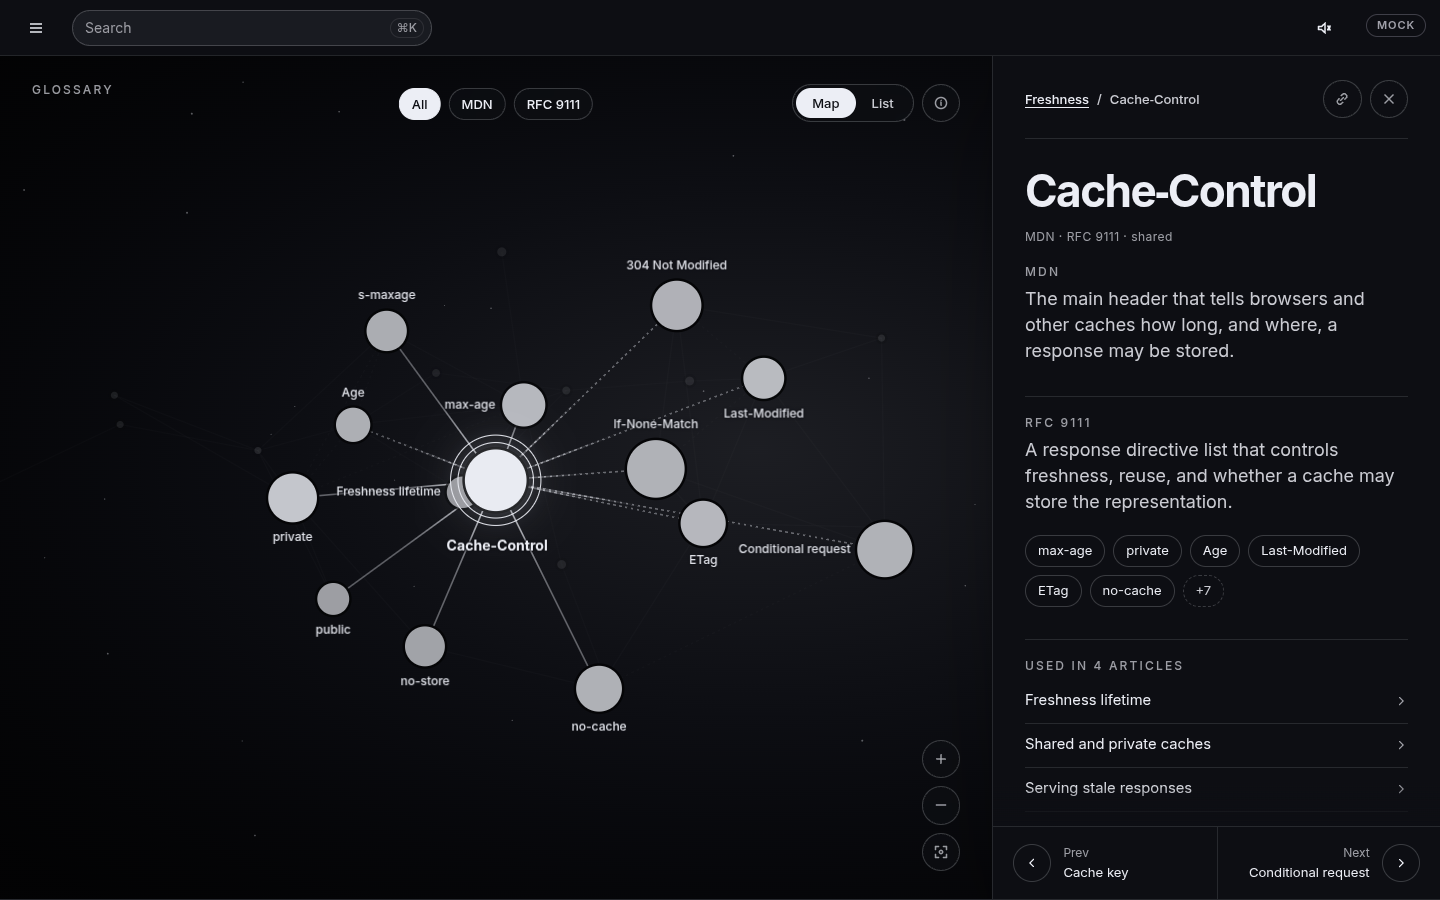 Search
⌘K
MOCK
GLOSSARY
All
MDN
RFC 9111
Map
List
304 Not Modified
s-maxage
Age
max-age
Last-Modified
If-None-Match
Freshness lifetime
private
Cache-Control
Conditional request
ETag
public
no-store
no-cache
Freshness / Cache-Control
Cache-Control
MDN · RFC 9111 · shared
MDN
The main header that tells browsers and
other caches how long, and where, a
response may be stored.
RFC 9111
A response directive list that controls
freshness, reuse, and whether a cache may
store the representation.
max-age
private
Age
Last-Modified
ETag
no-cache
+7
USED IN 4 ARTICLES
Freshness lifetime
Shared and private caches
Serving stale responses
Prev
Cache key
Next
Conditional request